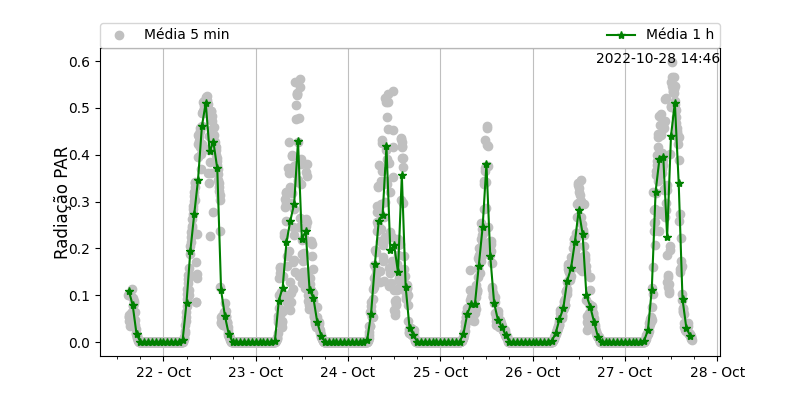 Média 5 min
Média 1 h
2022-10-28 14:46
Radiação PAR
0.6
0.5
0.4
0.3
0.2
0.1
0.0
22 - Oct
23 - Oct
24 - Oct
25 - Oct
26 - Oct
27 - Oct
28 - Oct